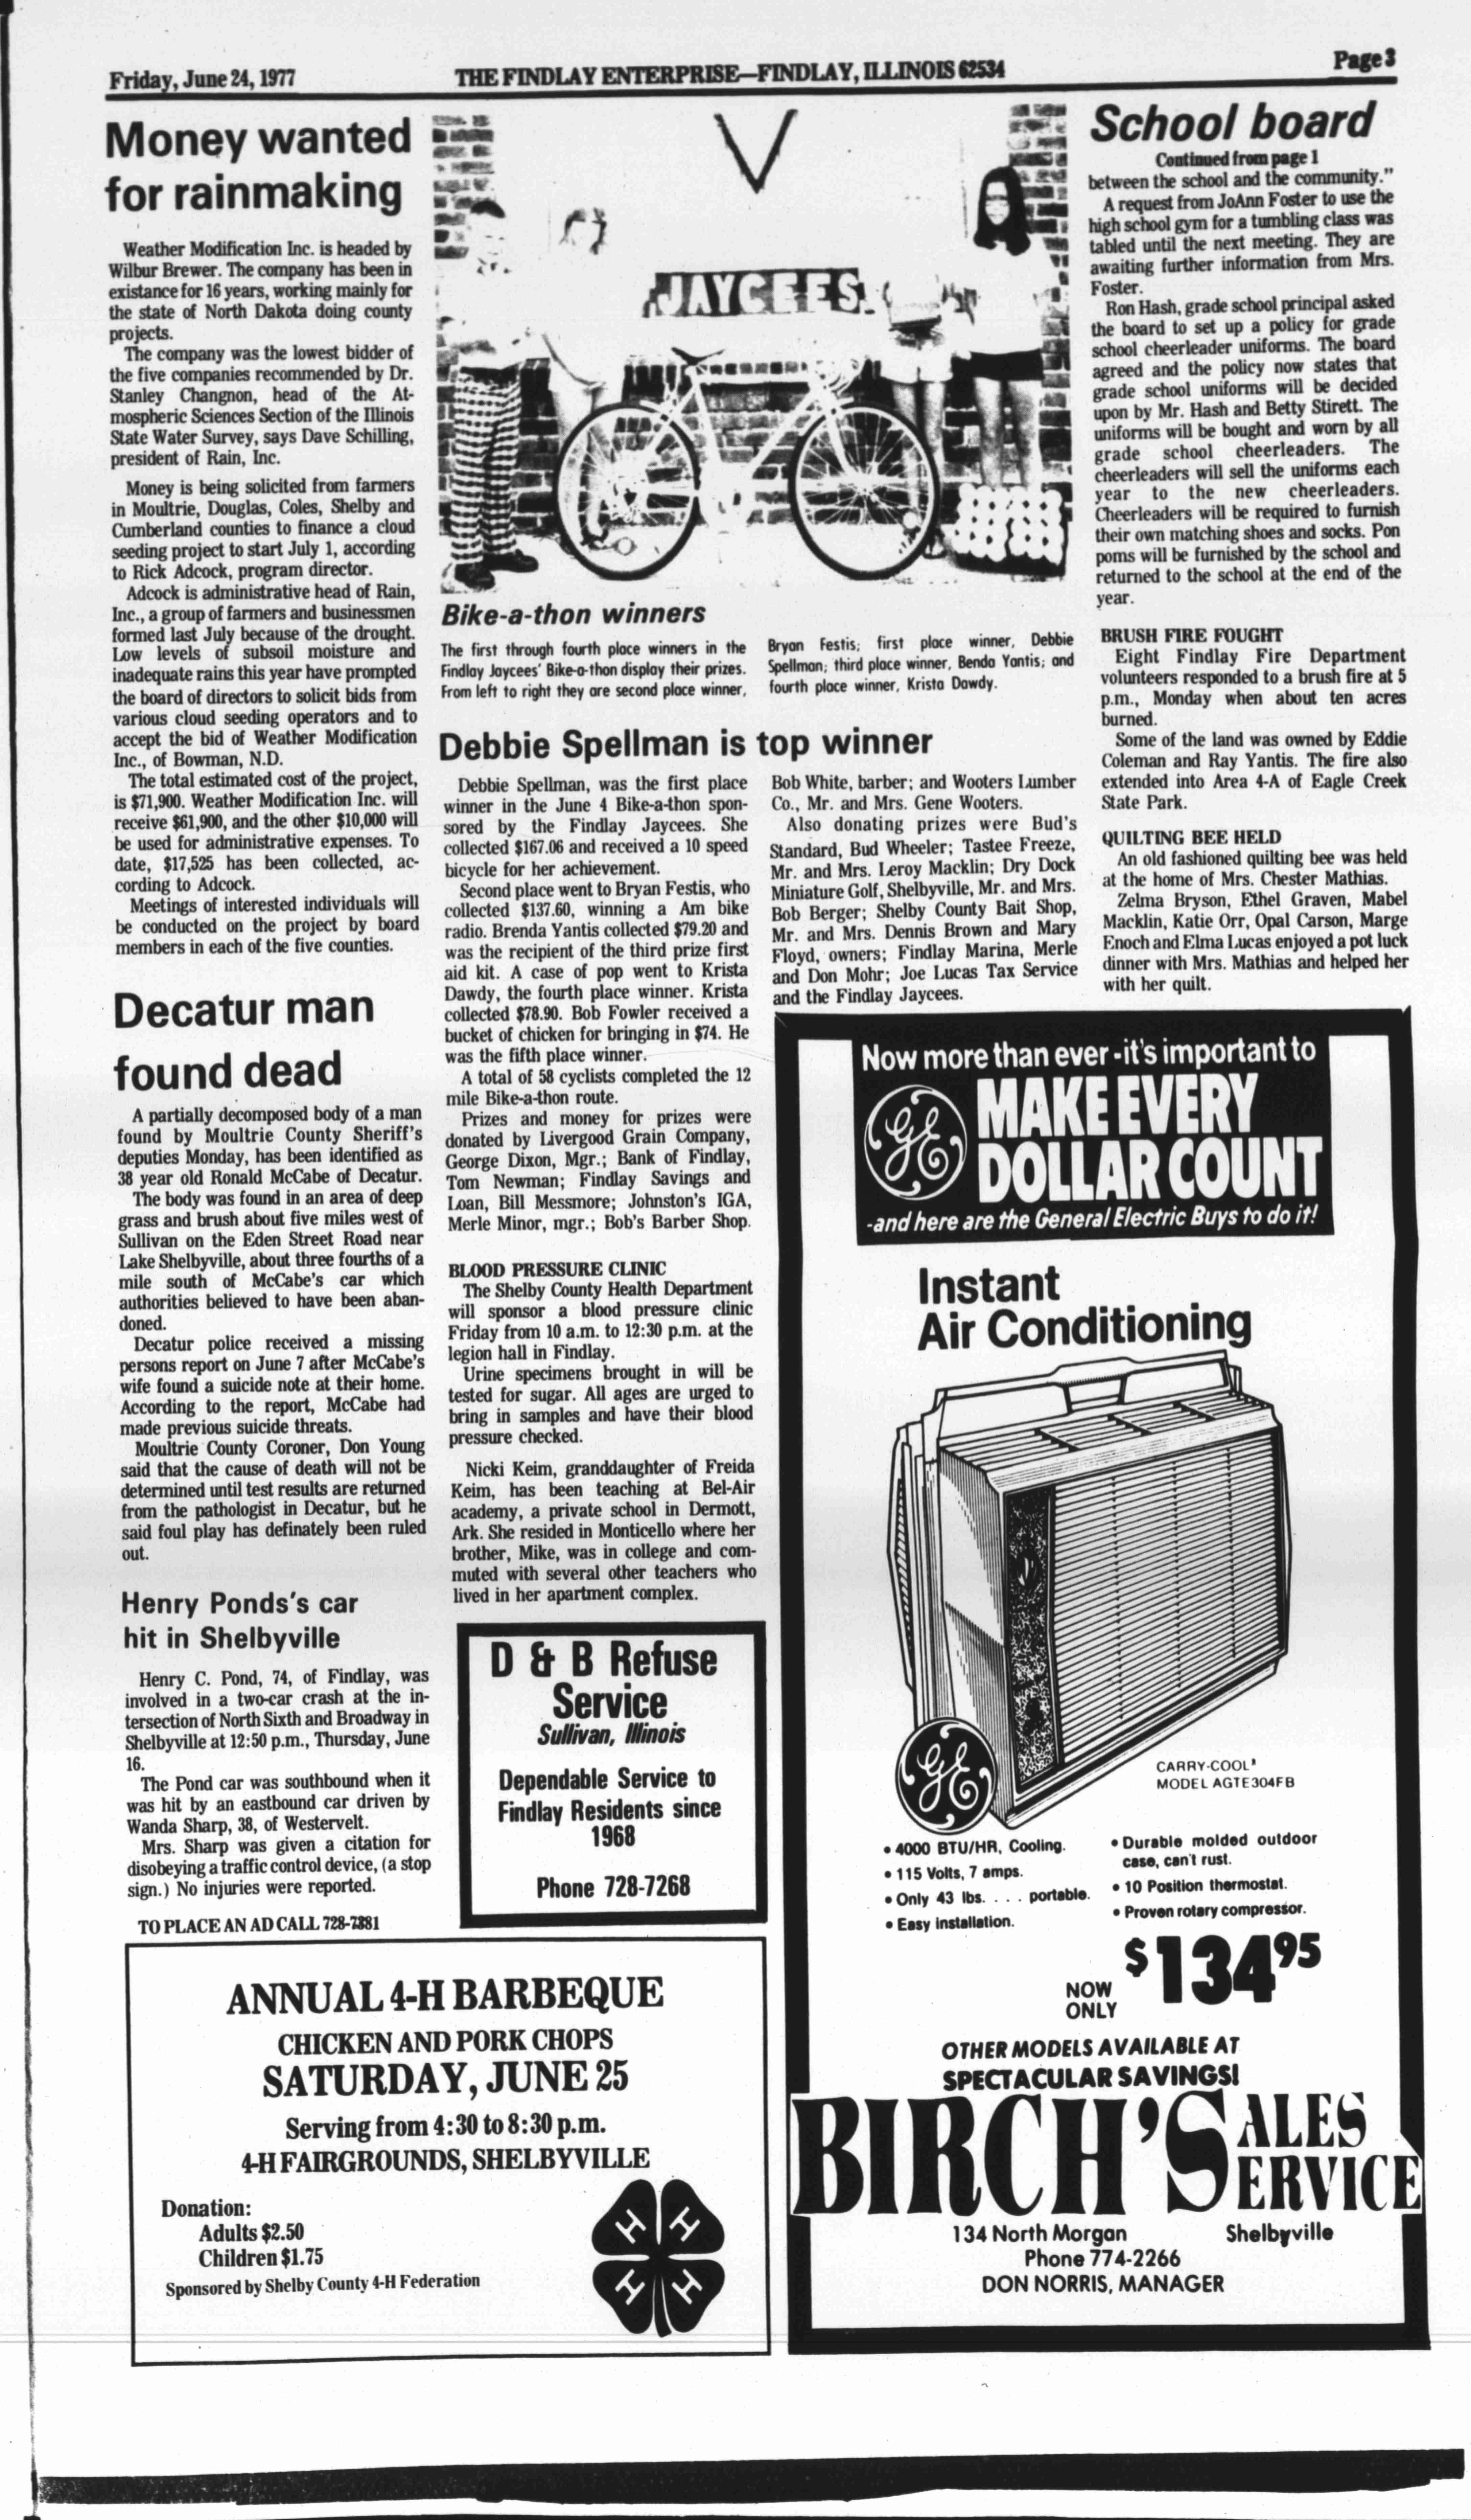 Friday, June 24, 1977
THE FINDLAY ENTERPRISE—FINDLAY, ILLINOIS 62534
Page 3
Money wanted
for rainmaking
Weather Modification Inc. is headed by
Wilbur Brewer. The company has been in
existance for 16 years, working mainly for
the state of North Dakota doing county
projects.
The company was the lowest bidder of
the five companies recommended by Dr.
Stanley Changnon, head of the At-
mospheric Sciences Section of the Illinois
State Water Survey, says Dave Schilling,
president of Rain, Inc.
Money is being solicited from farmers
in Moultrie, Douglas, Coles, Shelby and
Cumberland counties to finance a cloud
seeding project to start July 1, according
to Rick Adcock, program director.
Adcock is administrative head of Rain,
Inc., a group of farmers and businessmen
formed last July because of the drought.
Low levels of subsoil moisture and
inadequate rains this year have prompted
the board of directors to solicit bids from
various cloud seeding operators and to
accept the bid of Weather Modification
Inc., of Bowman, N.D.
The total estimated cost of the project,
is $71,900. Weather Modification Inc. will
receive $61,900, and the other $10,000 will
be used for administrative expenses. To
date, $17,525 has been collected, ac-
cording to Adcock.
Meetings of interested individuals will
be conducted on the project by board
members in each of the five counties.
Decatur man
found dead
A partially decomposed body of a man
found by Moultrie County Sheriff's
deputies Monday, has been identified as
38 year old Ronald McCabe of Decatur.
The body was found in an area of deep
grass and brush about five miles west of
Sullivan on the Eden Street Road near
Lake Shelbyville, about three fourths of a
mile south of McCabe's car which
authorities believed to have been aban-
doned.
Decatur police received a missing
persons report on June 7 after McCabe's
wife found a suicide note at their home.
According to the report, McCabe had
made previous suicide threats.
Moultrie County Coroner, Don Young
said that the cause of death will not be
determined until test results are returned
from the pathologist in Decatur, but he
said foul play has definately been ruled
out.
Henry Ponds's car
hit in Shelbyville
Henry C. Pond, 74, of Findlay, was
involved in a two-car crash at the in-
tersection of North Sixth and Broadway in
Shelbyville at 12:50 p.m., Thursday, June
16.
The Pond car was southbound when it
was hit by an eastbound car driven by
Wanda Sharp, 38, of Westervelt.
Mrs. Sharp was given a citation for
disobeying a traffic control device, (a stop
sign.) No injuries were reported.
TO PLACE AN AD CALL 728-7381
JAYCEES
Bike-a-thon winners
The first through fourth place winners in the
Findlay Jaycees' Bike-a-thon display their prizes.
From left to right they are second place winner,
Bryan Festis; first place winner, Debbie
Spellman; third place winner, Benda Yantis; and
fourth place winner, Krista Dawdy.
Debbie Spellman is top winner
Debbie Spellman, was the first place
winner in the June 4 Bike-a-thon spon-
sored by the Findlay Jaycees. She
collected $167.06 and received a 10 speed
bicycle for her achievement.
Second place went to Bryan Festis, who
collected $137.60, winning a Am bike
radio. Brenda Yantis collected $79.20 and
was the recipient of the third prize first
aid kit. A case of pop went to Krista
Dawdy, the fourth place winner. Krista
collected $78.90. Bob Fowler received a
bucket of chicken for bringing in $74. He
was the fifth place winner.
A total of 58 cyclists completed the 12
mile Bike-a-thon route.
Prizes and money for prizes were
donated by Livergood Grain Company,
George Dixon, Mgr.; Bank of Findlay,
Tom Newman; Findlay Savings and
Loan, Bill Messmore; Johnston's IGA,
Merle Minor, mgr.; Bob's Barber Shop.
Bob White, barber; and Wooters Lumber
Co., Mr. and Mrs. Gene Wooters.
Also donating prizes were Bud's
Standard, Bud Wheeler; Tastee Freeze,
Mr. and Mrs. Leroy Macklin; Dry Dock
Miniature Golf, Shelbyville, Mr. and Mrs.
Bob Berger; Shelby County Bait Shop,
Mr. and Mrs. Dennis Brown and Mary
Floyd, owners; Findlay Marina, Merle
and Don Mohr; Joe Lucas Tax Service
and the Findlay Jaycees.
BLOOD PRESSURE CLINIC
The Shelby County Health Department
will sponsor a blood pressure clinic
Friday from 10 a.m. to 12:30 p.m. at the
legion hall in Findlay.
Urine specimens brought in will be
tested for sugar. All ages are urged to
bring in samples and have their blood
pressure checked.
Nicki Keim, granddaughter of Freida
Keim, has been teaching at Bel-Air
academy, a private school in Dermott,
Ark. She resided in Monticello where her
brother, Mike, was in college and com-
muted with several other teachers who
lived in her apartment complex.
School board
Continued from page 1
between the school and the community."
A request from JoAnn Foster to use the
high school gym for a tumbling class was
tabled until the next meeting. They are
awaiting further information from Mrs.
Foster.
Ron Hash, grade school principal asked
the board to set up a policy for grade
school cheerleader uniforms. The board
agreed and the policy now states that
grade school uniforms will be decided
upon by Mr. Hash and Betty Stirett. The
uniforms will be bought and worn by all
grade school cheerleaders. The
cheerleaders will sell the uniforms each
year to the new cheerleaders.
Cheerleaders will be required to furnish
their own matching shoes and socks. Pon
poms will be furnished by the school and
returned to the school at the end of the
year.
BRUSH FIRE FOUGHT
Eight Findlay Fire Department
volunteers responded to a brush fire at 5
p.m., Monday when about ten acres
burned.
Some of the land was owned by Eddie
Coleman and Ray Yantis. The fire also
extended into Area 4-A of Eagle Creek
State Park.
QUILTING BEE HELD
An old fashioned quilting bee was held
at the home of Mrs. Chester Mathias.
Zelma Bryson, Ethel Graven, Mabel
Macklin, Katie Orr, Opal Carson, Marge
Enoch and Elma Lucas enjoyed a pot luck
dinner with Mrs. Mathias and helped her
with her quilt.
D & B Refuse
Service
Sullivan, Illinois
Dependable Service to
Findlay Residents since
1968
Phone 728-7268
ANNUAL 4-H BARBEQUE
CHICKEN AND PORK CHOPS
SATURDAY, JUNE 25
Serving from 4:30 to 8:30 p.m.
4-H FAIRGROUNDS, SHELBYVILLE
Donation:
Adults $2.50
Children $1.75
Sponsored by Shelby County 4-H Federation
H H
H H
Now more than ever - it's important to
GE
MAKE EVERY
DOLLAR COUNT
-and here are the General Electric Buys to do it!
Instant
Air Conditioning
GE
CARRY-COOL'
MODEL AGTE304FB
• 4000 BTU/HR, Cooling.
• 115 Volts, 7 amps.
• Only 43 lbs. . . . portable.
• Easy installation.
• Durable molded outdoor
case, can't rust.
• 10 Position thermostat.
• Proven rotary compressor.
NOW
ONLY
$134 95
OTHER MODELS AVAILABLE AT
SPECTACULAR SAVINGS!
BIRCH'S SALES
SERVICE
134 North Morgan Shelbyville
Phone 774-2266
DON NORRIS, MANAGER